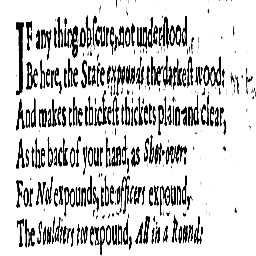 IF any thing obscure, not understood
Be here, the State expounds the darkest wood:
And makes the thickest thickets plain and clear,
As the back of your hand; as Shot-over:
For Nol expounds, the officers expound,
The Souldiers too expound, All in a Round: